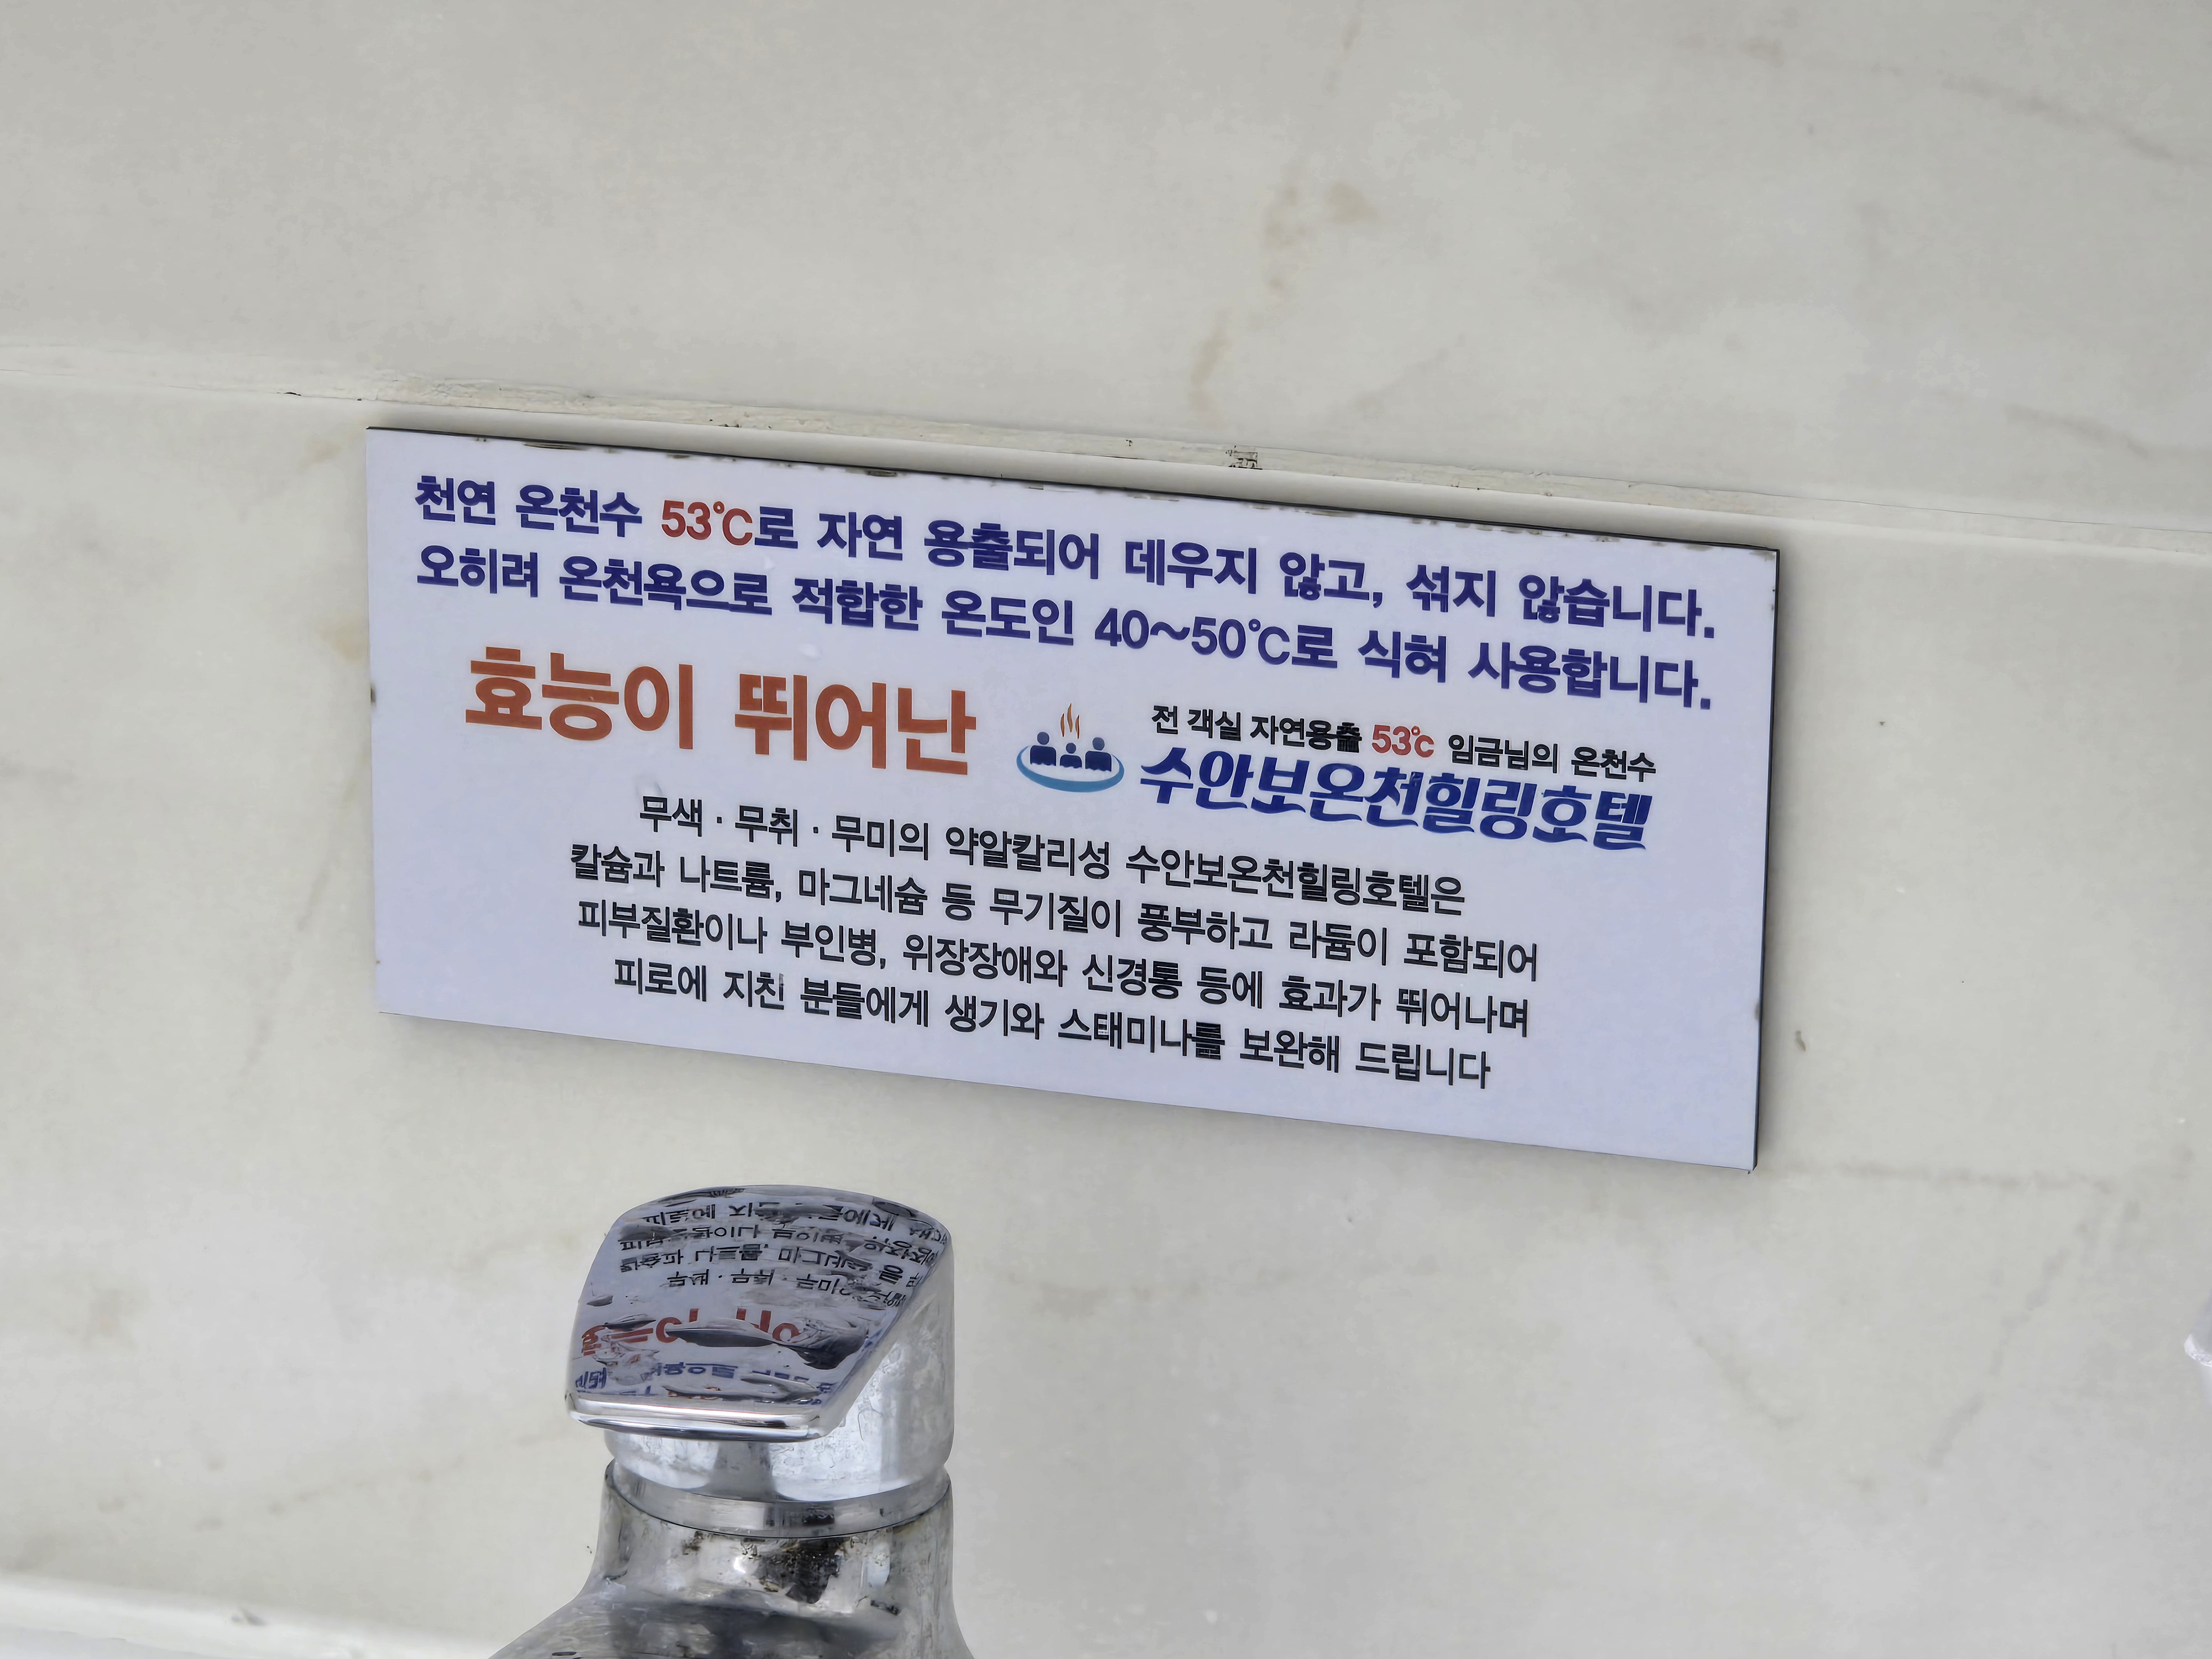 천연 온천수 53℃로 자연 용출되어 데우지 않고, 섞지 않습니다.
오히려 온천욕으로 적합한 온도인 40~50℃로 식혀 사용합니다.
효능이 뛰어난
전 객실 자연용출 53℃ 임금님의 온천수
수안보온천힐링호텔
무색 · 무취 · 무미의 약알칼리성 수안보온천힐링호텔은
칼슘과 나트륨, 마그네슘 등 무기질이 풍부하고 라듐이 포함되어
피부질환이나 부인병, 위장장애와 신경통 등에 효과가 뛰어나며
피로에 지친 분들에게 생기와 스태미나를 보완해 드립니다